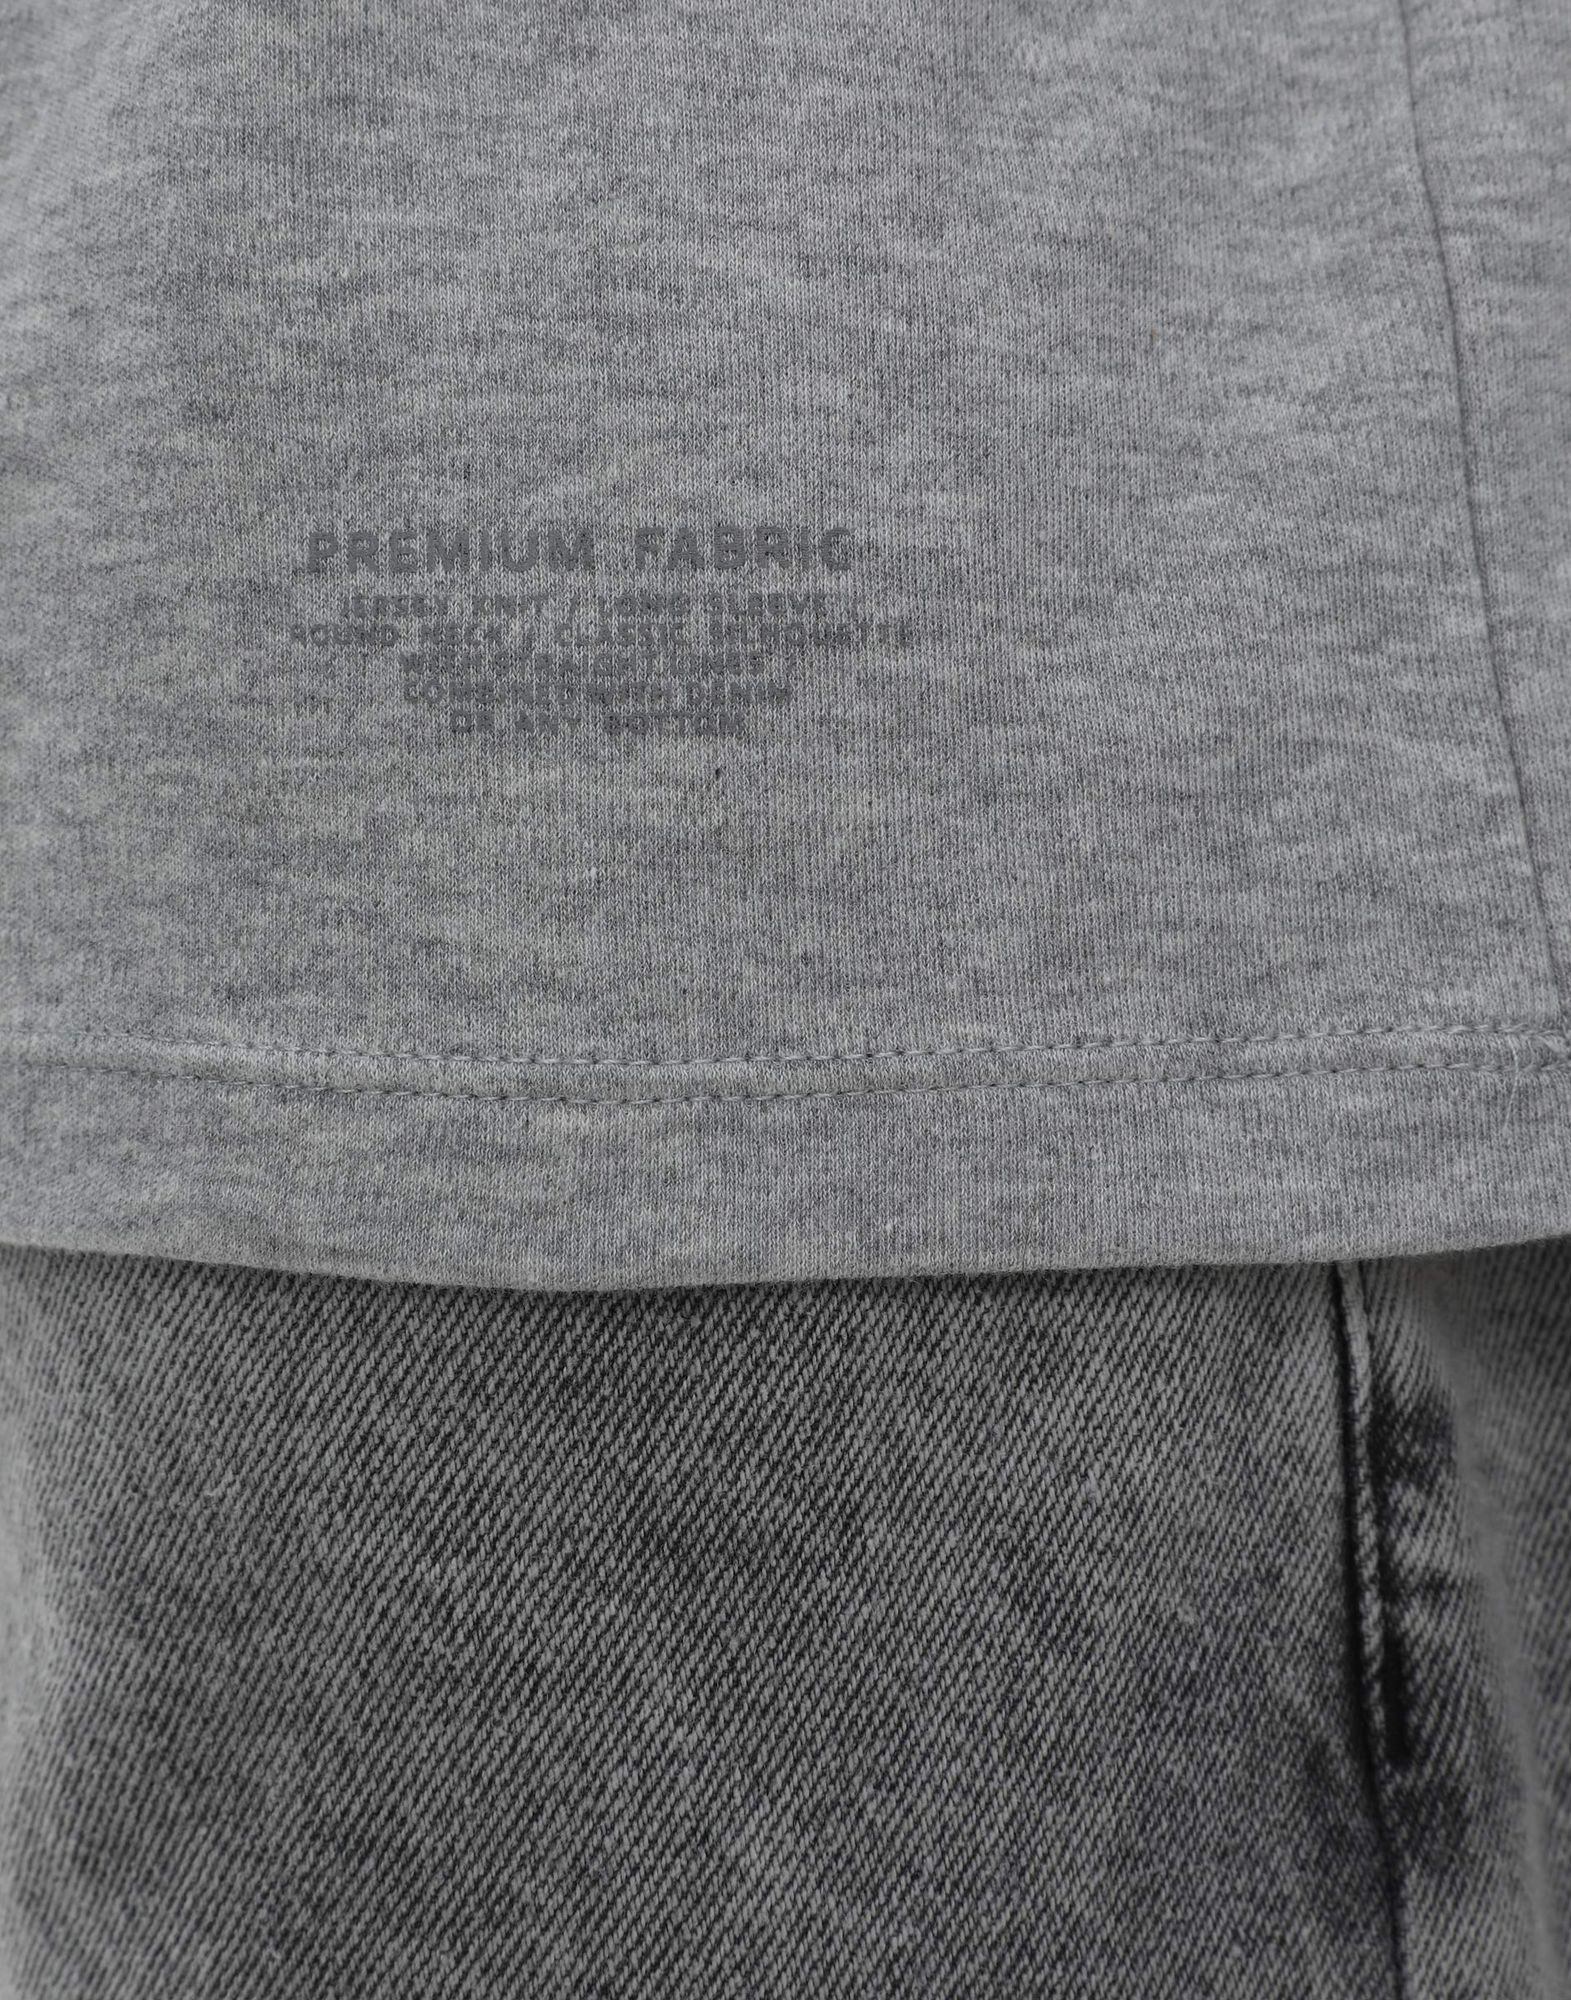 PREMIUM FABRIC
JERSEY KNIT / LONG SLEEVE /
ROUND NECK / CLASSIC SILHOUETTE
WITH STRAIGHT LINES /
COMBINED WITH DENIM
OR ANY BOTTOM